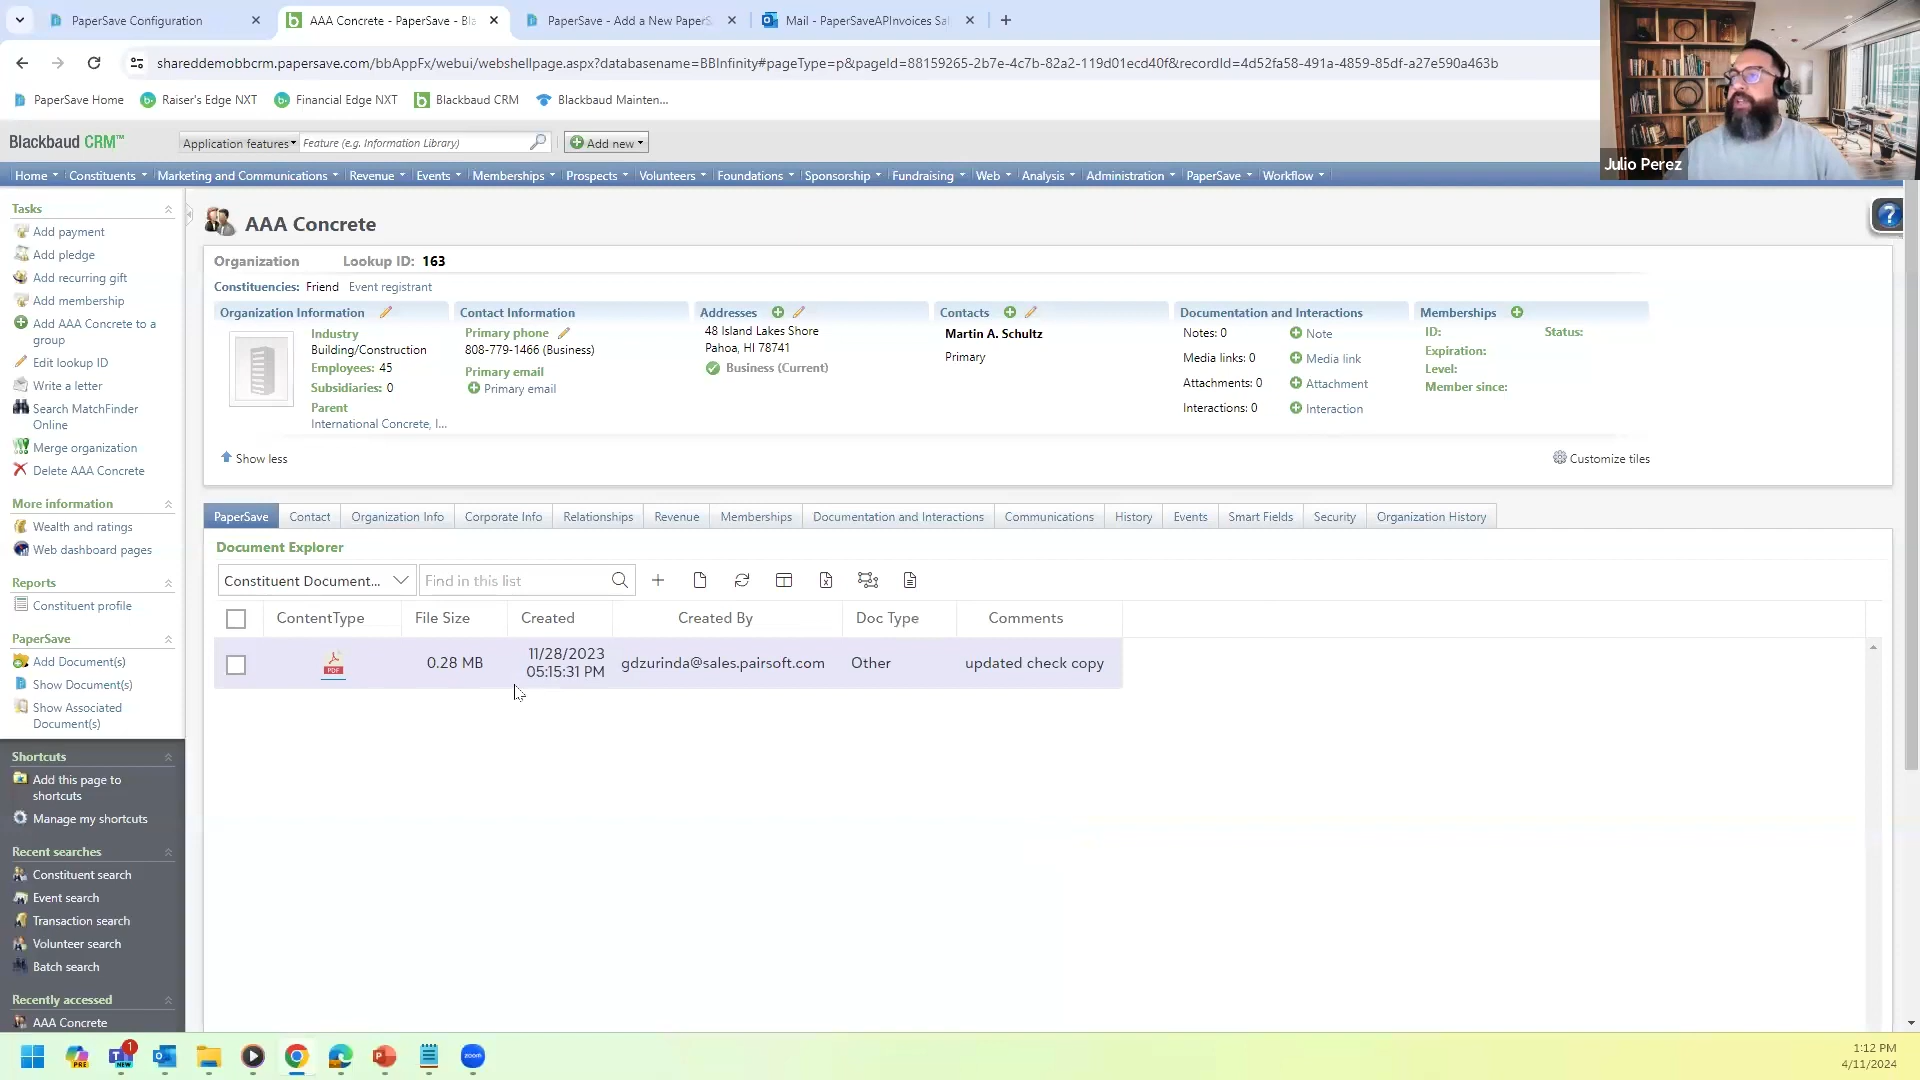 PaperSave Configuration
AAA Concrete - PaperSave - Bla
PaperSave - Add a New PaperS
Mail - PaperSaveAPInvoices Sal
shareddemobbcrm.papersave.com/bbAppFx/webui/webshellpage.aspx?databasename=BBInfinity#pageType=p&pageId=88159265-2b7e-4c7b-82a2-119d01ecd40f&recordId=4d52fa58-491a-4859-85df-a27e590a463b
PaperSave Home
Raiser's Edge NXT
Financial Edge NXT
Blackbaud CRM
Blackbaud Mainten...
Blackbaud CRM™
Application features
Feature (e.g. Information Library)
Add new
Julio Perez
Home
Constituents
Marketing and Communications
Revenue
Events
Memberships
Prospects
Volunteers
Foundations
Sponsorship
Fundraising
Web
Analysis
Administration
PaperSave
Workflow
Tasks
Add payment
Add pledge
Add recurring gift
Add membership
Add AAA Concrete to a
group
Edit lookup ID
Write a letter
Search MatchFinder
Online
Merge organization
Delete AAA Concrete
More information
Wealth and ratings
Web dashboard pages
Reports
Constituent profile
PaperSave
Add Document(s)
Show Document(s)
Show Associated
Document(s)
Shortcuts
Add this page to
shortcuts
Manage my shortcuts
Recent searches
Constituent search
Event search
Transaction search
Volunteer search
Batch search
Recently accessed
AAA Concrete
AAA Concrete
?
Organization
Lookup ID: 163
Constituencies: Friend Event registrant
Organization Information
Industry
Building/Construction
Employees: 45
Subsidiaries: 0
Parent
International Concrete, I...
Contact Information
Primary phone
808-779-1466 (Business)
Primary email
Primary email
Addresses
48 Island Lakes Shore
Pahoa, HI 78741
Business (Current)
Contacts
Martin A. Schultz
Primary
Documentation and Interactions
Notes: 0
Note
Media links: 0
Media link
Attachments: 0
Attachment
Interactions: 0
Interaction
Memberships
ID:
Status:
Expiration:
Level:
Member since:
Show less
Customize tiles
PaperSave
Contact
Organization Info
Corporate Info
Relationships
Revenue
Memberships
Documentation and Interactions
Communications
History
Events
Smart Fields
Security
Organization History
Document Explorer
Constituent Document...
Find in this list
ContentType
File Size
Created
Created By
Doc Type
Comments
PDF
0.28 MB
11/28/2023
05:15:31 PM
gdzurinda@sales.pairsoft.com
Other
updated check copy
PRE
1
NEW
zoom
1:12 PM
4/11/2024